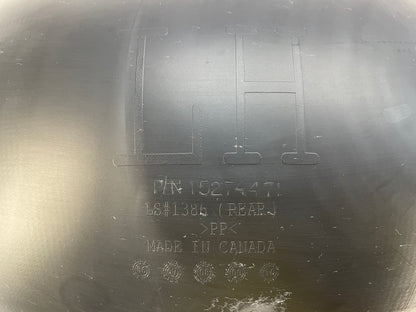 LH
P/N 15274471
LS#1386 (REAR)
>PP<
MADE IN CANADA